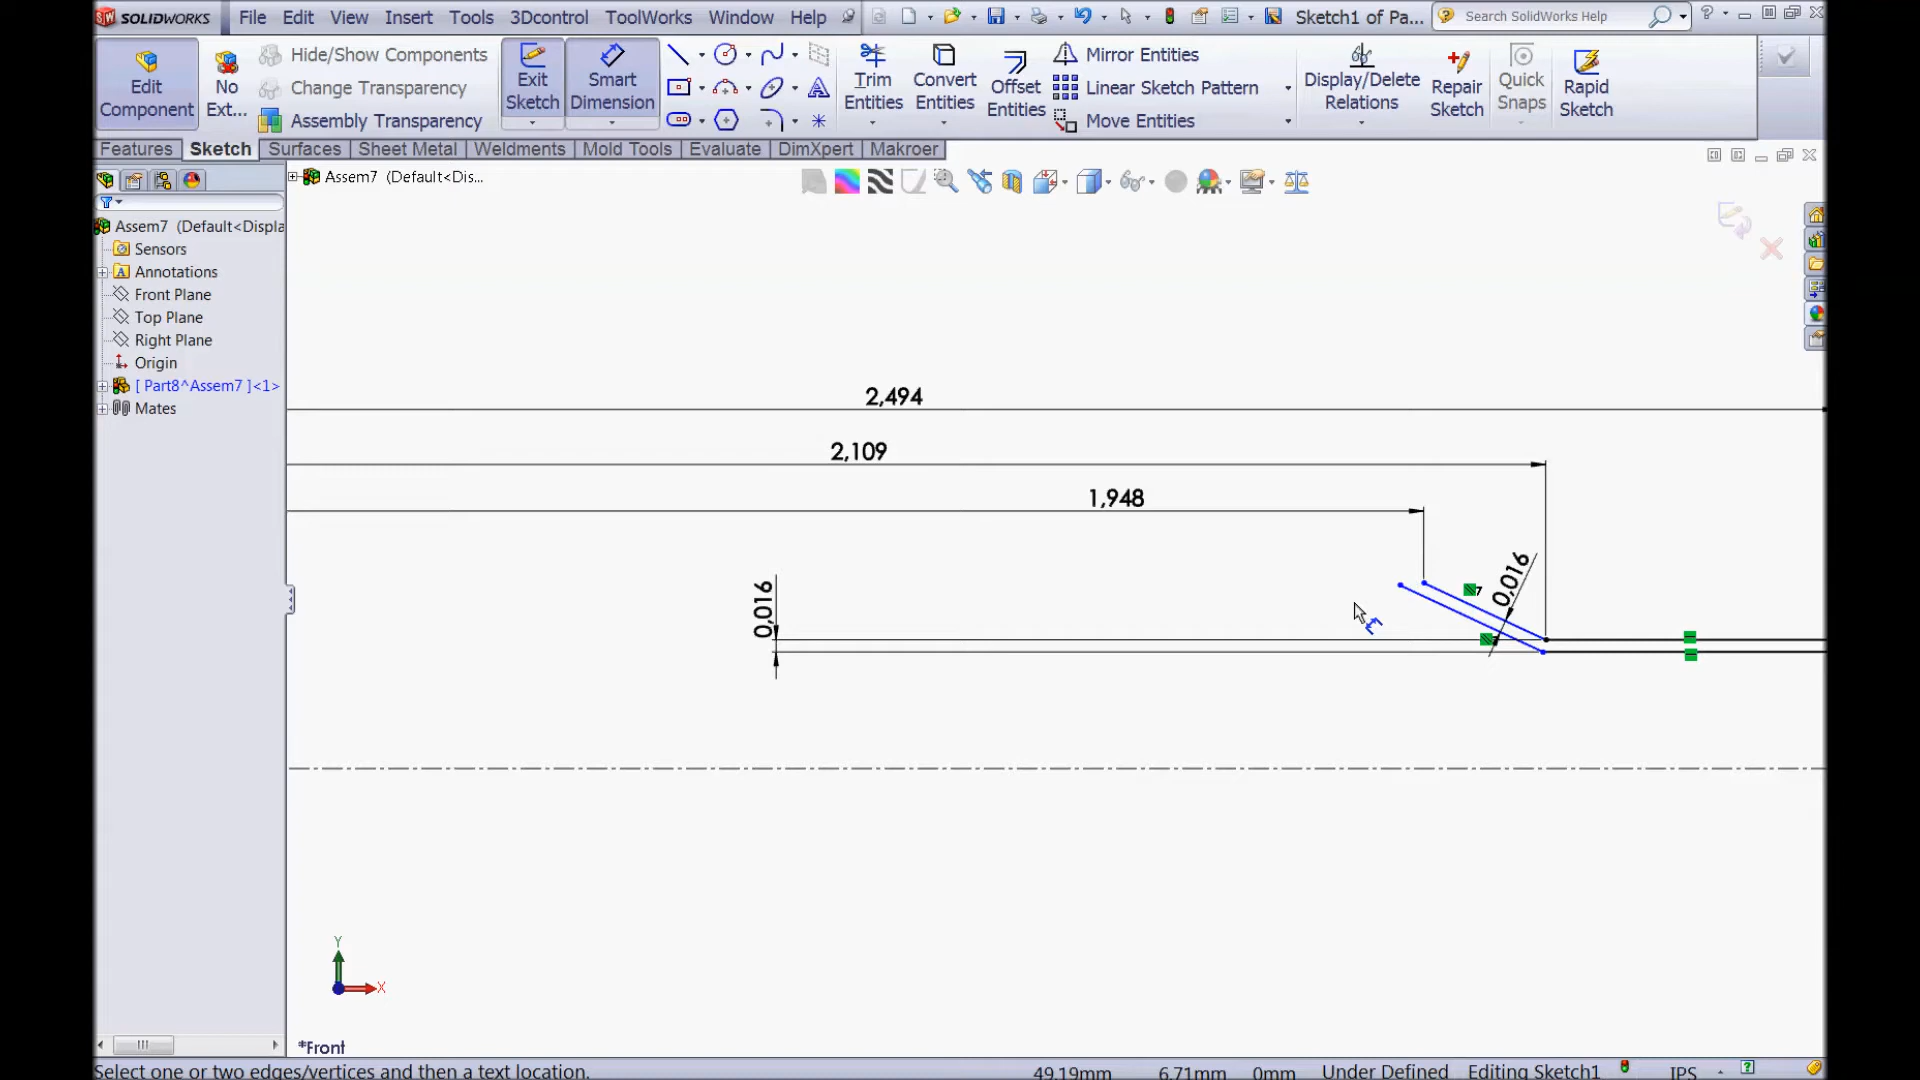 SOLIDWORKS File Edit View Insert Tools 3Dcontrol ToolWorks Window Help Sketch1 of Pa... Search SolidWorks Help
Edit Component
No Ext...
Hide/Show Components
Change Transparency
Assembly Transparency
Exit Sketch
Smart Dimension
Trim Entities
Convert Entities
Offset Entities
Mirror Entities
Linear Sketch Pattern
Move Entities
Display/Delete Relations
Repair Sketch
Quick Snaps
Rapid Sketch
Features Sketch Surfaces Sheet Metal Weldments Mold Tools Evaluate DimXpert Makroer
Assem7 (Default<Dis...
Assem7 (Default<Displa
Sensors
Annotations
Front Plane
Top Plane
Right Plane
Origin
[ Part8^Assem7 ]<1>
Mates
2,494
2,109
1,948
0,016
0,016
Y
X
*Front
Select one or two edges/vertices and then a text location. 49.19mm 6.71mm 0mm Under Defined Editing Sketch1 IPS